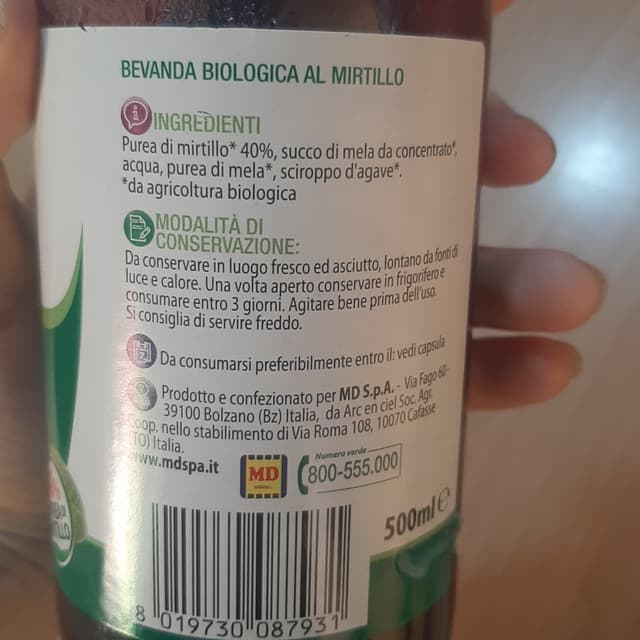 BEVANDA BIOLOGICA AL MIRTILLO
INGREDIENTI
Purea di mirtillo* 40%, succo di mela da concentrato*,
acqua, purea di mela*, sciroppo d'agave*.
*da agricoltura biologica
MODALITÀ DI
CONSERVAZIONE:
Da conservare in luogo fresco ed asciutto, lontano da fonti di
luce e calore. Una volta aperto conservare in frigorifero e
consumare entro 3 giorni. Agitare bene prima dell'uso.
Si consiglia di servire freddo.
Da consumarsi preferibilmente entro il: vedi capsula
Prodotto e confezionato per MD S.p.A. - Via Fago 60-
39100 Bolzano (Bz) Italia, da Arc en ciel Soc. Agr.
Coop. nello stabilimento di Via Roma 108, 10070 Cafasse
(TO) Italia.
www.mdspa.it
MD
Numero verde
800-555.000
500ml e
8 019730 087931